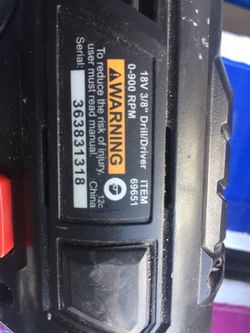 18V 3/8" Drill/Driver ITEM
0-900 RPM 69651
WARNING
To reduce the risk of injury,
user must read manual.
12c
Serial: China
363831318